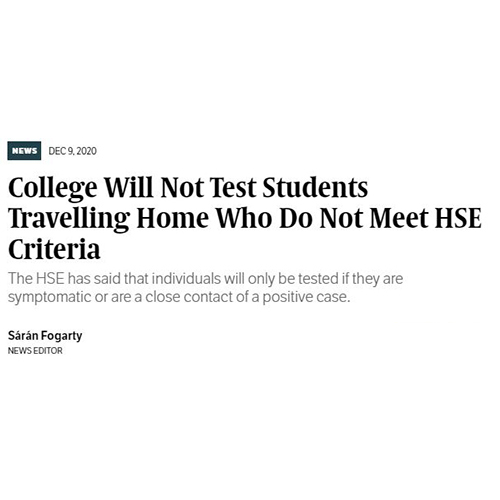 NEWS DEC 9, 2020
College Will Not Test Students
Travelling Home Who Do Not Meet HSE
Criteria
The HSE has said that individuals will only be tested if they are
symptomatic or are a close contact of a positive case.
Sárán Fogarty
NEWS EDITOR